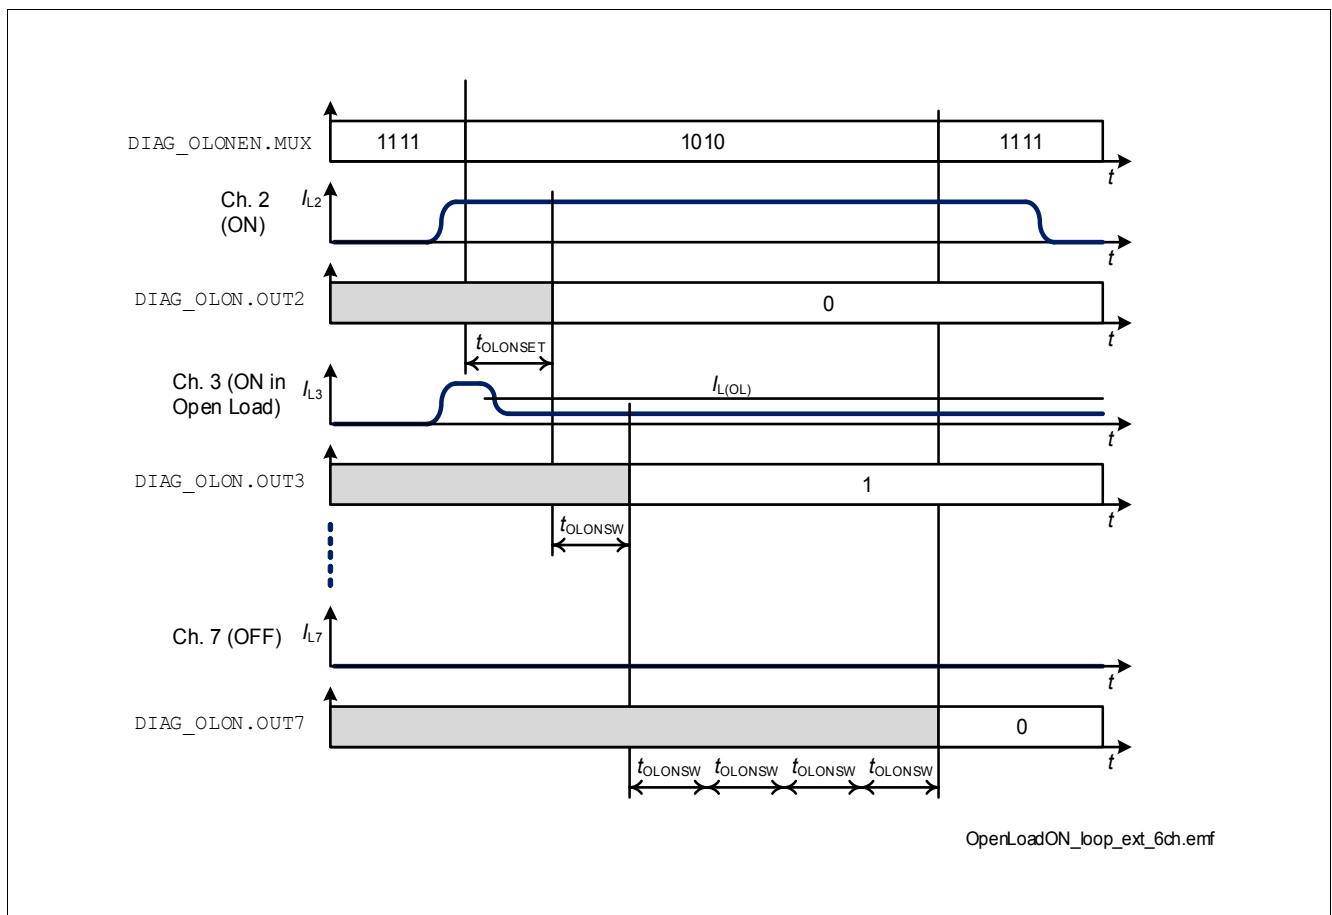 DIAG_OLONEN.MUX 1111 1010 1111
t
Ch. 2 IL2
(ON)
t
DIAG_OLON.OUT2 0
t
tOLONSET
Ch. 3 (ON in IL3 IL(OL)
Open Load)
t
DIAG_OLON.OUT3 1
t
tOLONSW
Ch. 7 (OFF) IL7
t
DIAG_OLON.OUT7 0
t
tOLONSW tOLONSW tOLONSW tOLONSW
OpenLoadON_loop_ext_6ch.emf